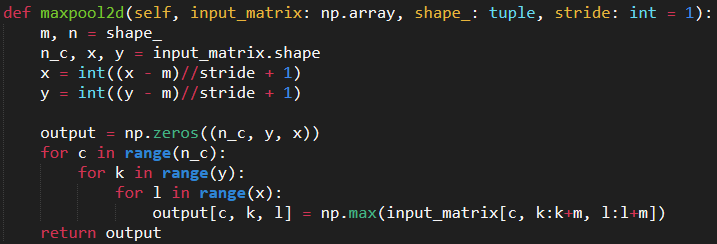 def maxpool2d(self, input_matrix: np.array, shape_: tuple, stride: int = 1):
    m, n = shape_
    n_c, x, y = input_matrix.shape
    x = int((x - m)//stride + 1)
    y = int((y - m)//stride + 1)

    output = np.zeros((n_c, y, x))
    for c in range(n_c):
        for k in range(y):
            for l in range(x):
                output[c, k, l] = np.max(input_matrix[c, k:k+m, l:l+m])
    return output